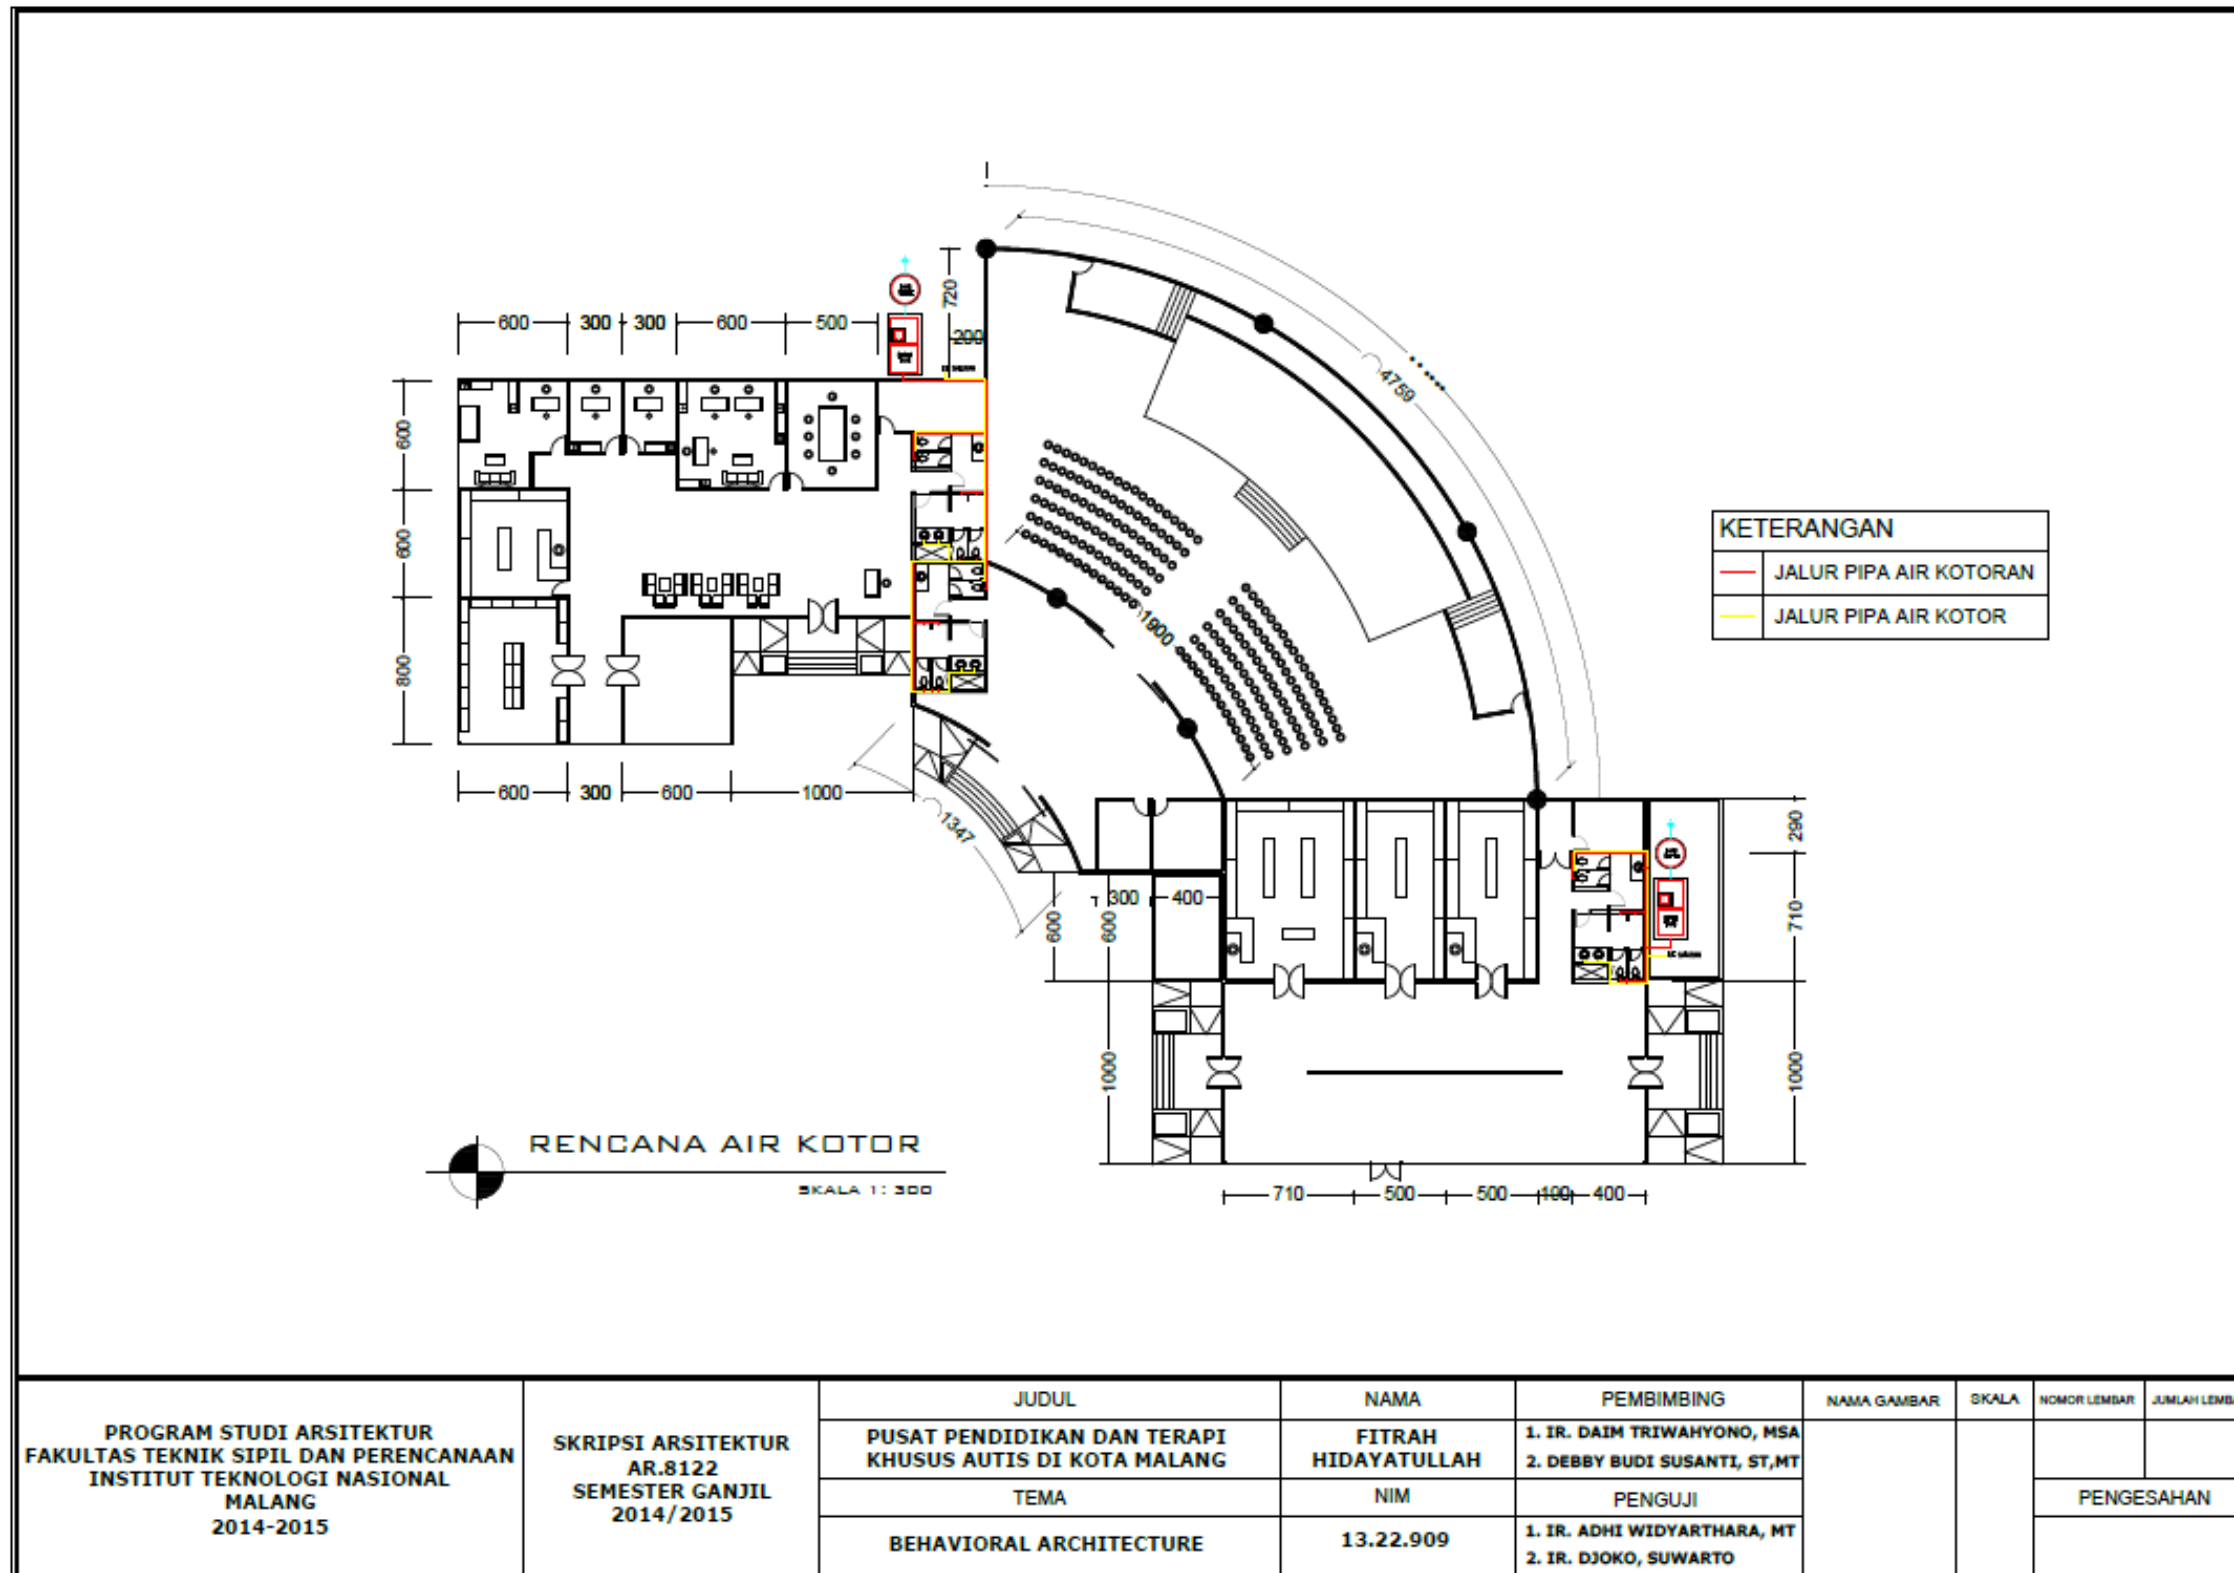 720
600
300
300
600
500
200
4759
600
600
800
1900
KETERANGAN
JALUR PIPA AIR KOTORAN
JALUR PIPA AIR KOTOR
600
300
600
1000
1347
290
300
400
600
600
710
1000
1000
RENCANA AIR KOTOR
SKALA 1: 300
710
500
500
100
400
PROGRAM STUDI ARSITEKTUR
FAKULTAS TEKNIK SIPIL DAN PERENCANAAN
INSTITUT TEKNOLOGI NASIONAL
MALANG
2014-2015
SKRIPSI ARSITEKTUR
AR.8122
SEMESTER GANJIL
2014/2015
JUDUL
PUSAT PENDIDIKAN DAN TERAPI
KHUSUS AUTIS DI KOTA MALANG
TEMA
BEHAVIORAL ARCHITECTURE
NAMA
FITRAH
HIDAYATULLAH
NIM
13.22.909
PEMBIMBING
1. IR. DAIM TRIWAHYONO, MSA
2. DEBBY BUDI SUSANTI, ST,MT
PENGUJI
1. IR. ADHI WIDYARTHARA, MT
2. IR. DJOKO, SUWARTO
NAMA GAMBAR
SKALA
NOMOR LEMBAR
JUMLAH LEMBA
PENGESAHAN